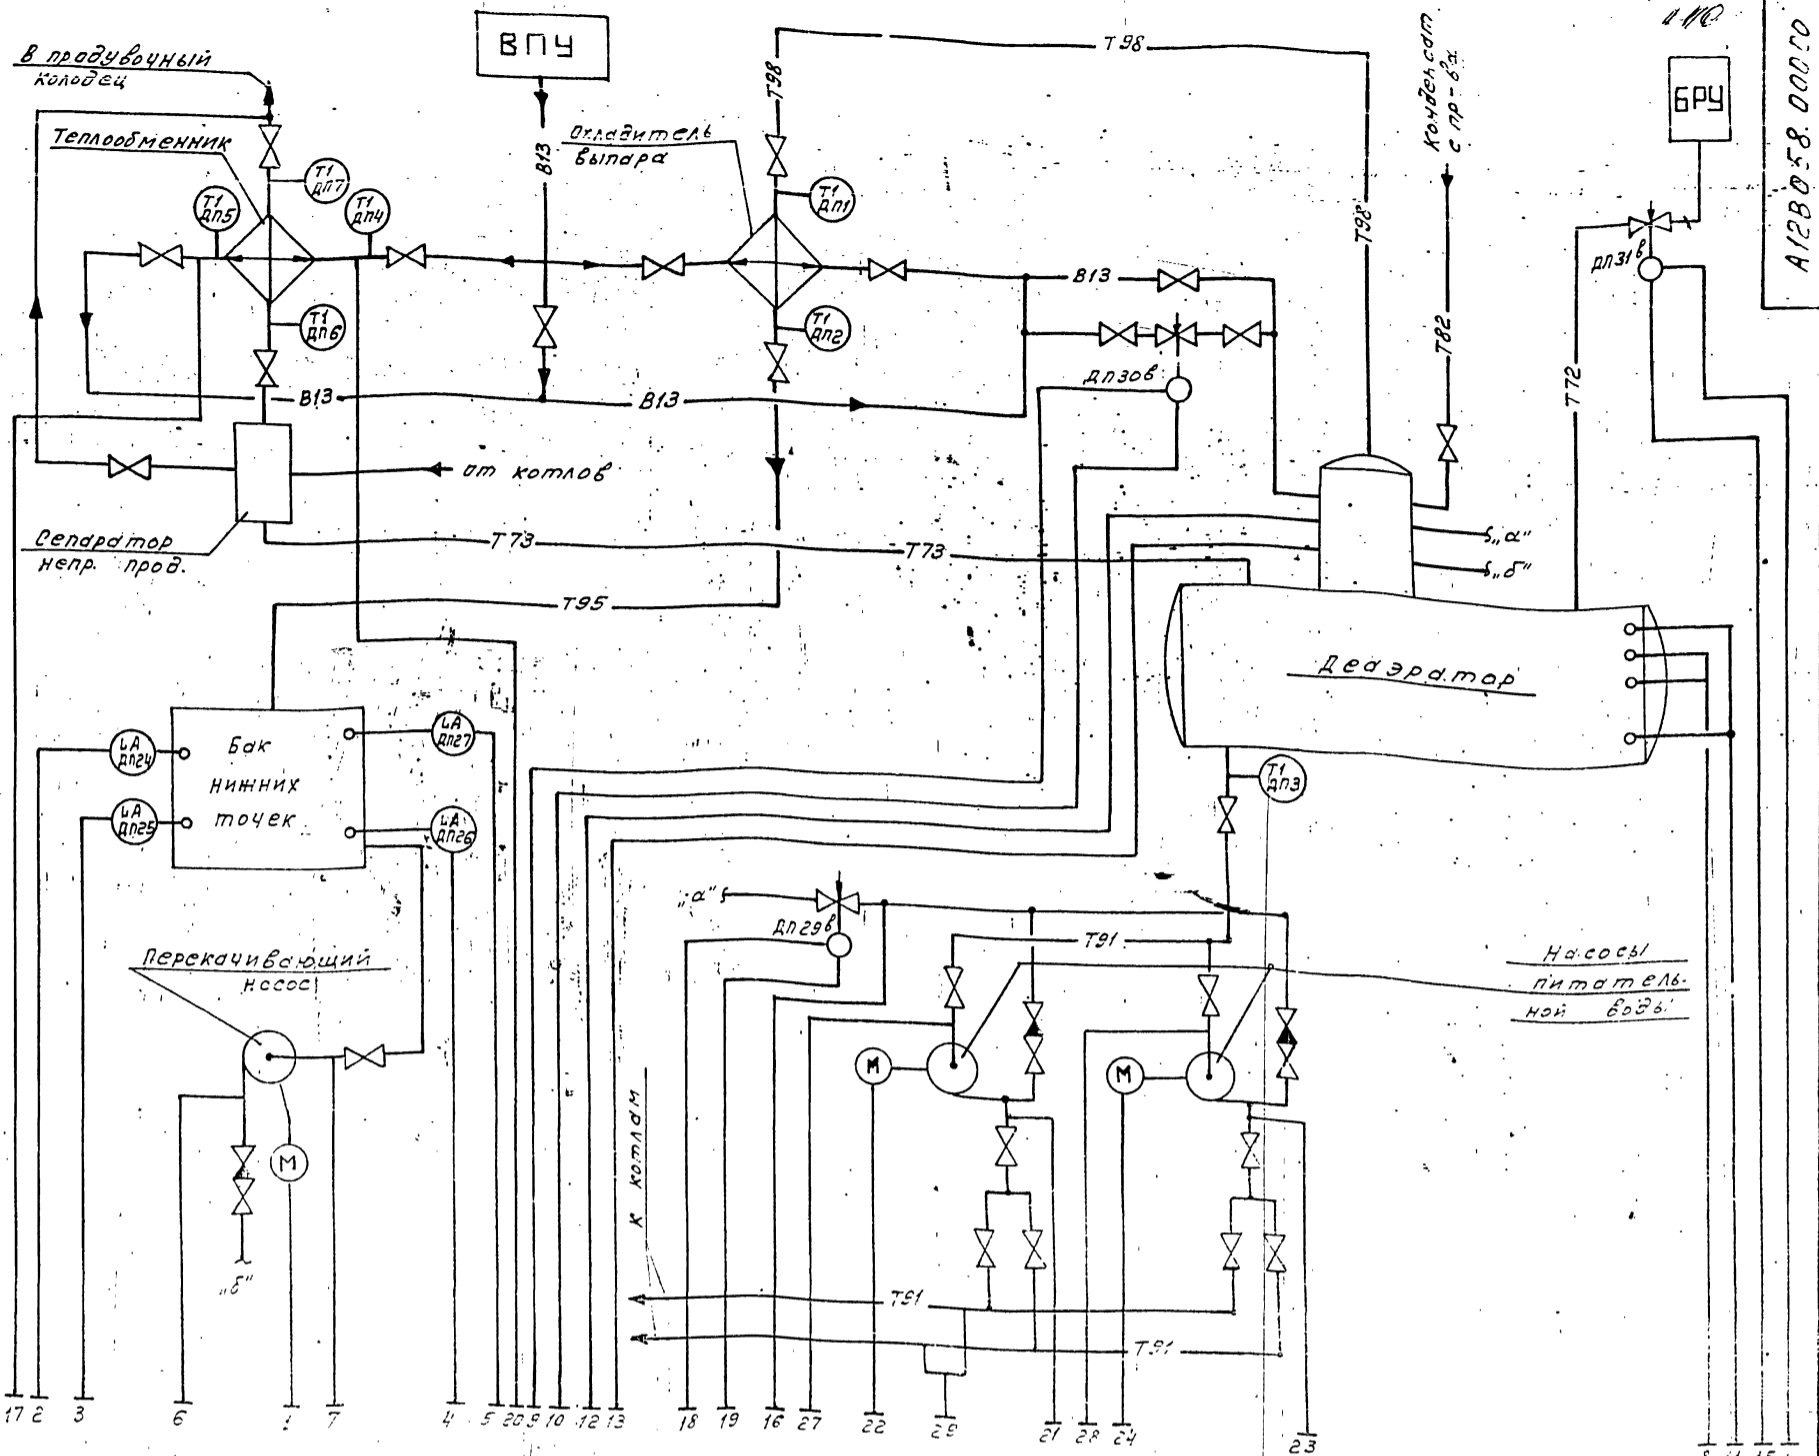 В продувочный
колодец
ВПУ
Т98
Т98
Конденсат
с пр-ва
БРУ
А12В058.000
Теплообменник
Охладитель
выпара
В13
Т98
Т1
ДП7
Т1
ДП5
Т1
ДП4
Т1
ДП1
Т98
ДП31в
В13
Т1
ДП6
Т1
ДП2
Т82
ДП30в
Т72
В13
В13
от котлов
Сепаратор
непр. прод.
Т73
Т73
„а"
„б"
Т95
Деаэратор
LA
ДП24
Бак
нижних
точек
LA
ДП27
LA
ДП25
LA
ДП26
Т1
ДП3
„а"
ДП29в
Т91
Перекачивающий
насос
Насосы
питатель-
ной воды
М
М
М
к котлам
„б"
Т91
Т91
17 2 3 6 1 7 4 5 20 9 10 12 13 18 19 16 27 22 29 21 28 24 23